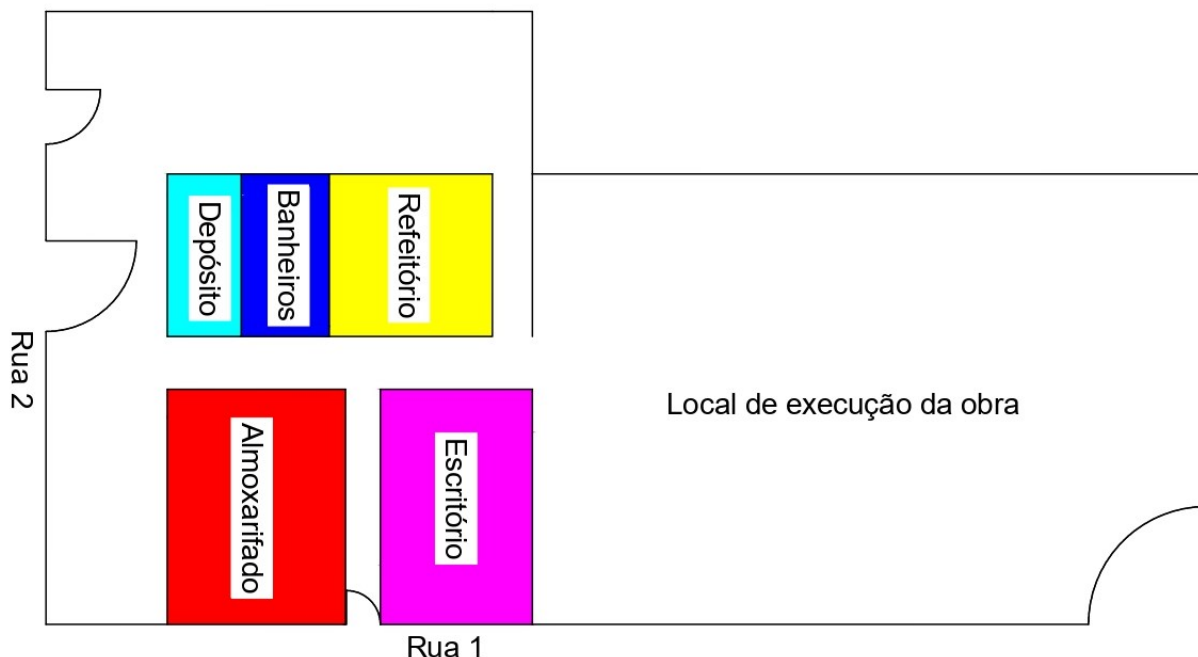 Depósito
Banheiros
Refeitório
Rua 2
Almoxarifado
Escritório
Local de execução da obra
Rua 1